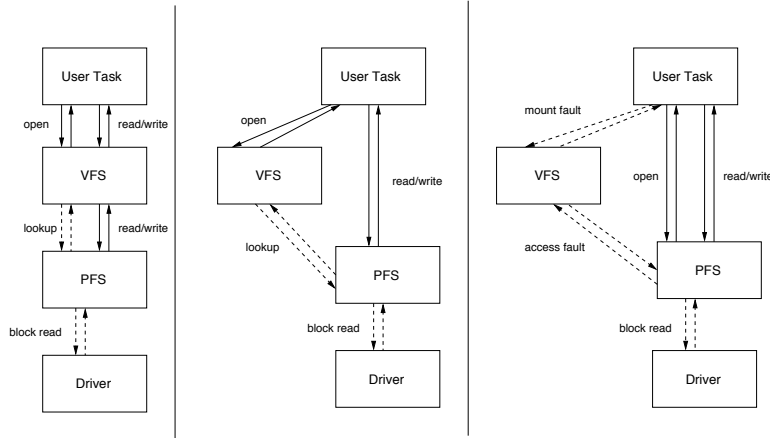 User Task
open
read/write
VFS
lookup
read/write
PFS
block read
Driver
User Task
open
VFS
read/write
lookup
PFS
block read
Driver
User Task
mount fault
VFS
open
read/write
access fault
PFS
block read
Driver